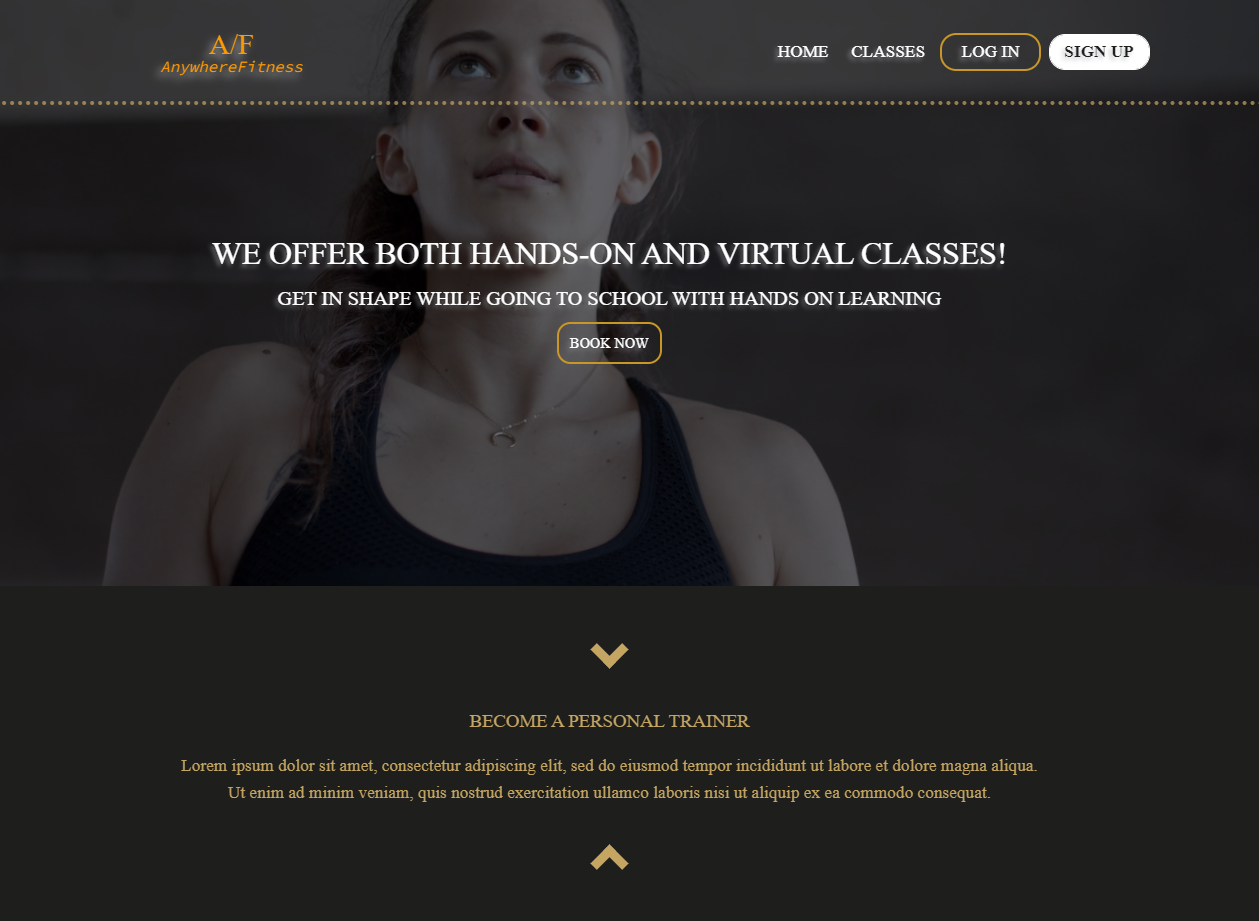 A/F
AnywhereFitness
HOME CLASSES LOG IN SIGN UP
WE OFFER BOTH HANDS-ON AND VIRTUAL CLASSES!
GET IN SHAPE WHILE GOING TO SCHOOL WITH HANDS ON LEARNING
BOOK NOW
BECOME A PERSONAL TRAINER
Lorem ipsum dolor sit amet, consectetur adipiscing elit, sed do eiusmod tempor incididunt ut labore et dolore magna aliqua.
Ut enim ad minim veniam, quis nostrud exercitation ullamco laboris nisi ut aliquip ex ea commodo consequat.